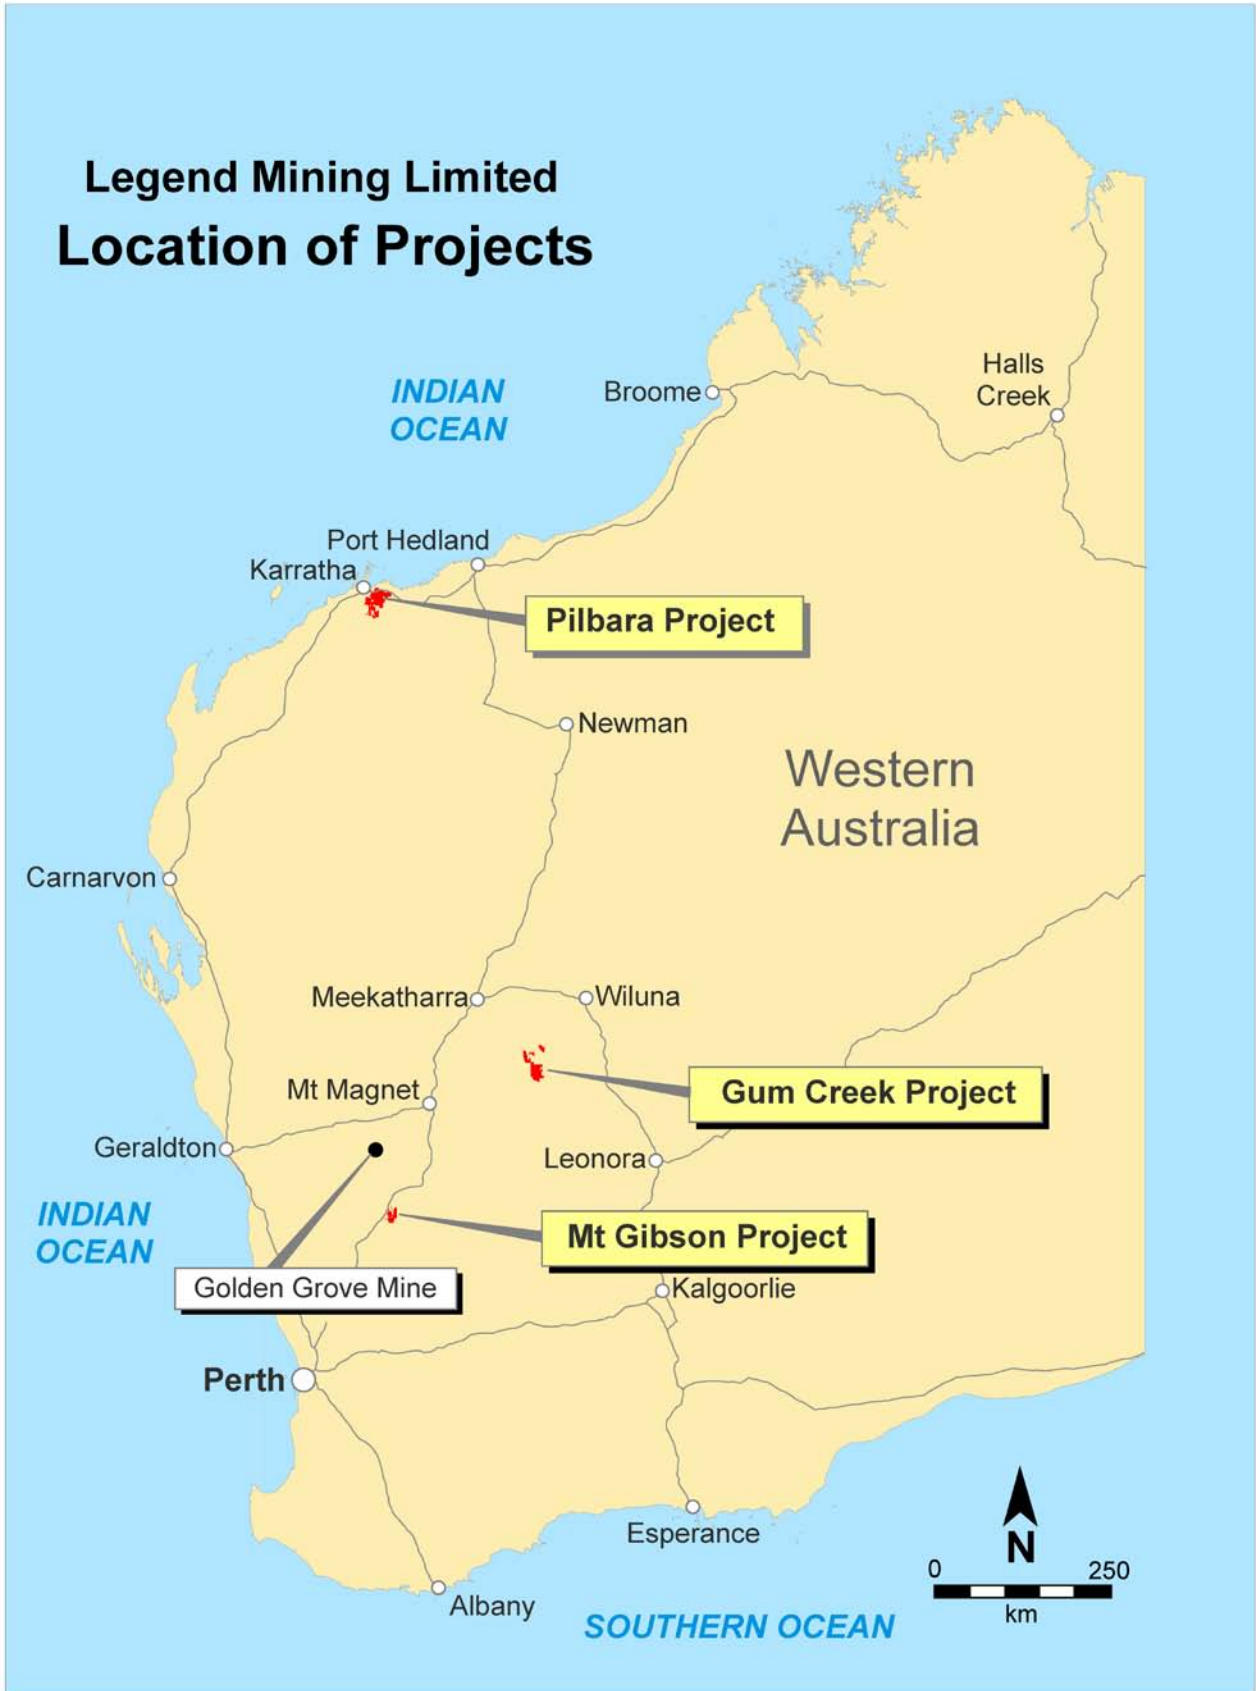 Legend Mining Limited
Location of Projects
INDIAN
OCEAN
Broome
Halls
Creek
Port Hedland
Karratha
Pilbara Project
Newman
Western
Australia
Carnarvon
Meekatharra
Wiluna
Gum Creek Project
Mt Magnet
Geraldton
Leonora
INDIAN
OCEAN
Mt Gibson Project
Golden Grove Mine
Kalgoorlie
Perth
Esperance
N
0 250
km
Albany
SOUTHERN OCEAN